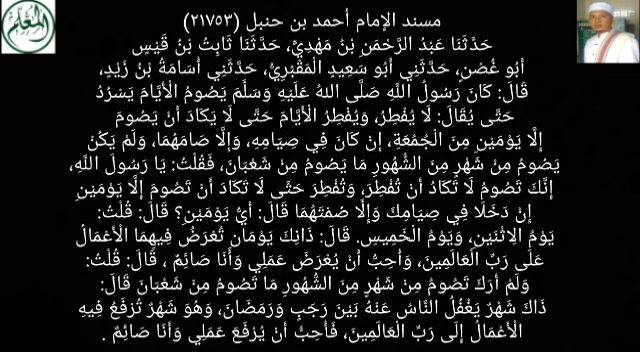 المعلم
مسند الإمام أحمد بن حنبل (٢١٧٥٣)
حَدَّثَنَا عَبْدُ الرَّحْمَنِ بْنُ مَهْدِيٍّ، حَدَّثَنَا ثَابِتُ بْنُ قَيْسٍ
أَبُو غُصْنٍ، حَدَّثَنِي أَبُو سَعِيدٍ الْمَقْبُرِيُّ، حَدَّثَنِي أُسَامَةُ بْنُ زَيْدٍ،
قَالَ: كَانَ رَسُولُ اللَّهِ صَلَّى اللهُ عَلَيْهِ وَسَلَّمَ يَصُومُ الْأَيَّامَ يَسْرُدُ
حَتَّى يُقَالَ: لَا يُفْطِرُ، وَيُفْطِرُ الْأَيَّامَ حَتَّى لَا يَكَادَ أَنْ يَصُومَ
إِلَّا يَوْمَيْنِ مِنَ الْجُمُعَةِ، إِنْ كَانَ فِي صِيَامِهِ، وَإِلَّا صَامَهُمَا، وَلَمْ يَكُنْ
يَصُومُ مِنْ شَهْرٍ مِنَ الشُّهُورِ مَا يَصُومُ مِنْ شَعْبَانَ، فَقُلْتُ: يَا رَسُولَ اللَّهِ،
إِنَّكَ تَصُومُ لَا تَكَادُ أَنْ تُفْطِرَ، وَتُفْطِرَ حَتَّى لَا تَكَادَ أَنْ تَصُومَ إِلَّا يَوْمَيْنِ
إِنْ دَخَلَا فِي صِيَامِكَ وَإِلَّا صُمْتَهُمَا قَالَ: أَيُّ يَوْمَيْنِ؟ قَالَ: قُلْتُ:
يَوْمُ الِاثْنَيْنِ، وَيَوْمُ الْخَمِيسِ. قَالَ: ذَانِكَ يَوْمَانِ تُعْرَضُ فِيهِمَا الْأَعْمَالُ
عَلَى رَبِّ الْعَالَمِينَ، وَأُحِبُّ أَنْ يُعْرَضَ عَمَلِي وَأَنَا صَائِمٌ ، قَالَ: قُلْتُ:
وَلَمْ أَرَكَ تَصُومُ مِنْ شَهْرٍ مِنَ الشُّهُورِ مَا تَصُومُ مِنْ شَعْبَانَ قَالَ:
ذَاكَ شَهْرٌ يَغْفُلُ النَّاسُ عَنْهُ بَيْنَ رَجَبٍ وَرَمَضَانَ، وَهُوَ شَهْرٌ تُرْفَعُ فِيهِ
الْأَعْمَالُ إِلَى رَبِّ الْعَالَمِينَ، فَأُحِبُّ أَنْ يُرْفَعَ عَمَلِي وَأَنَا صَائِمٌ .